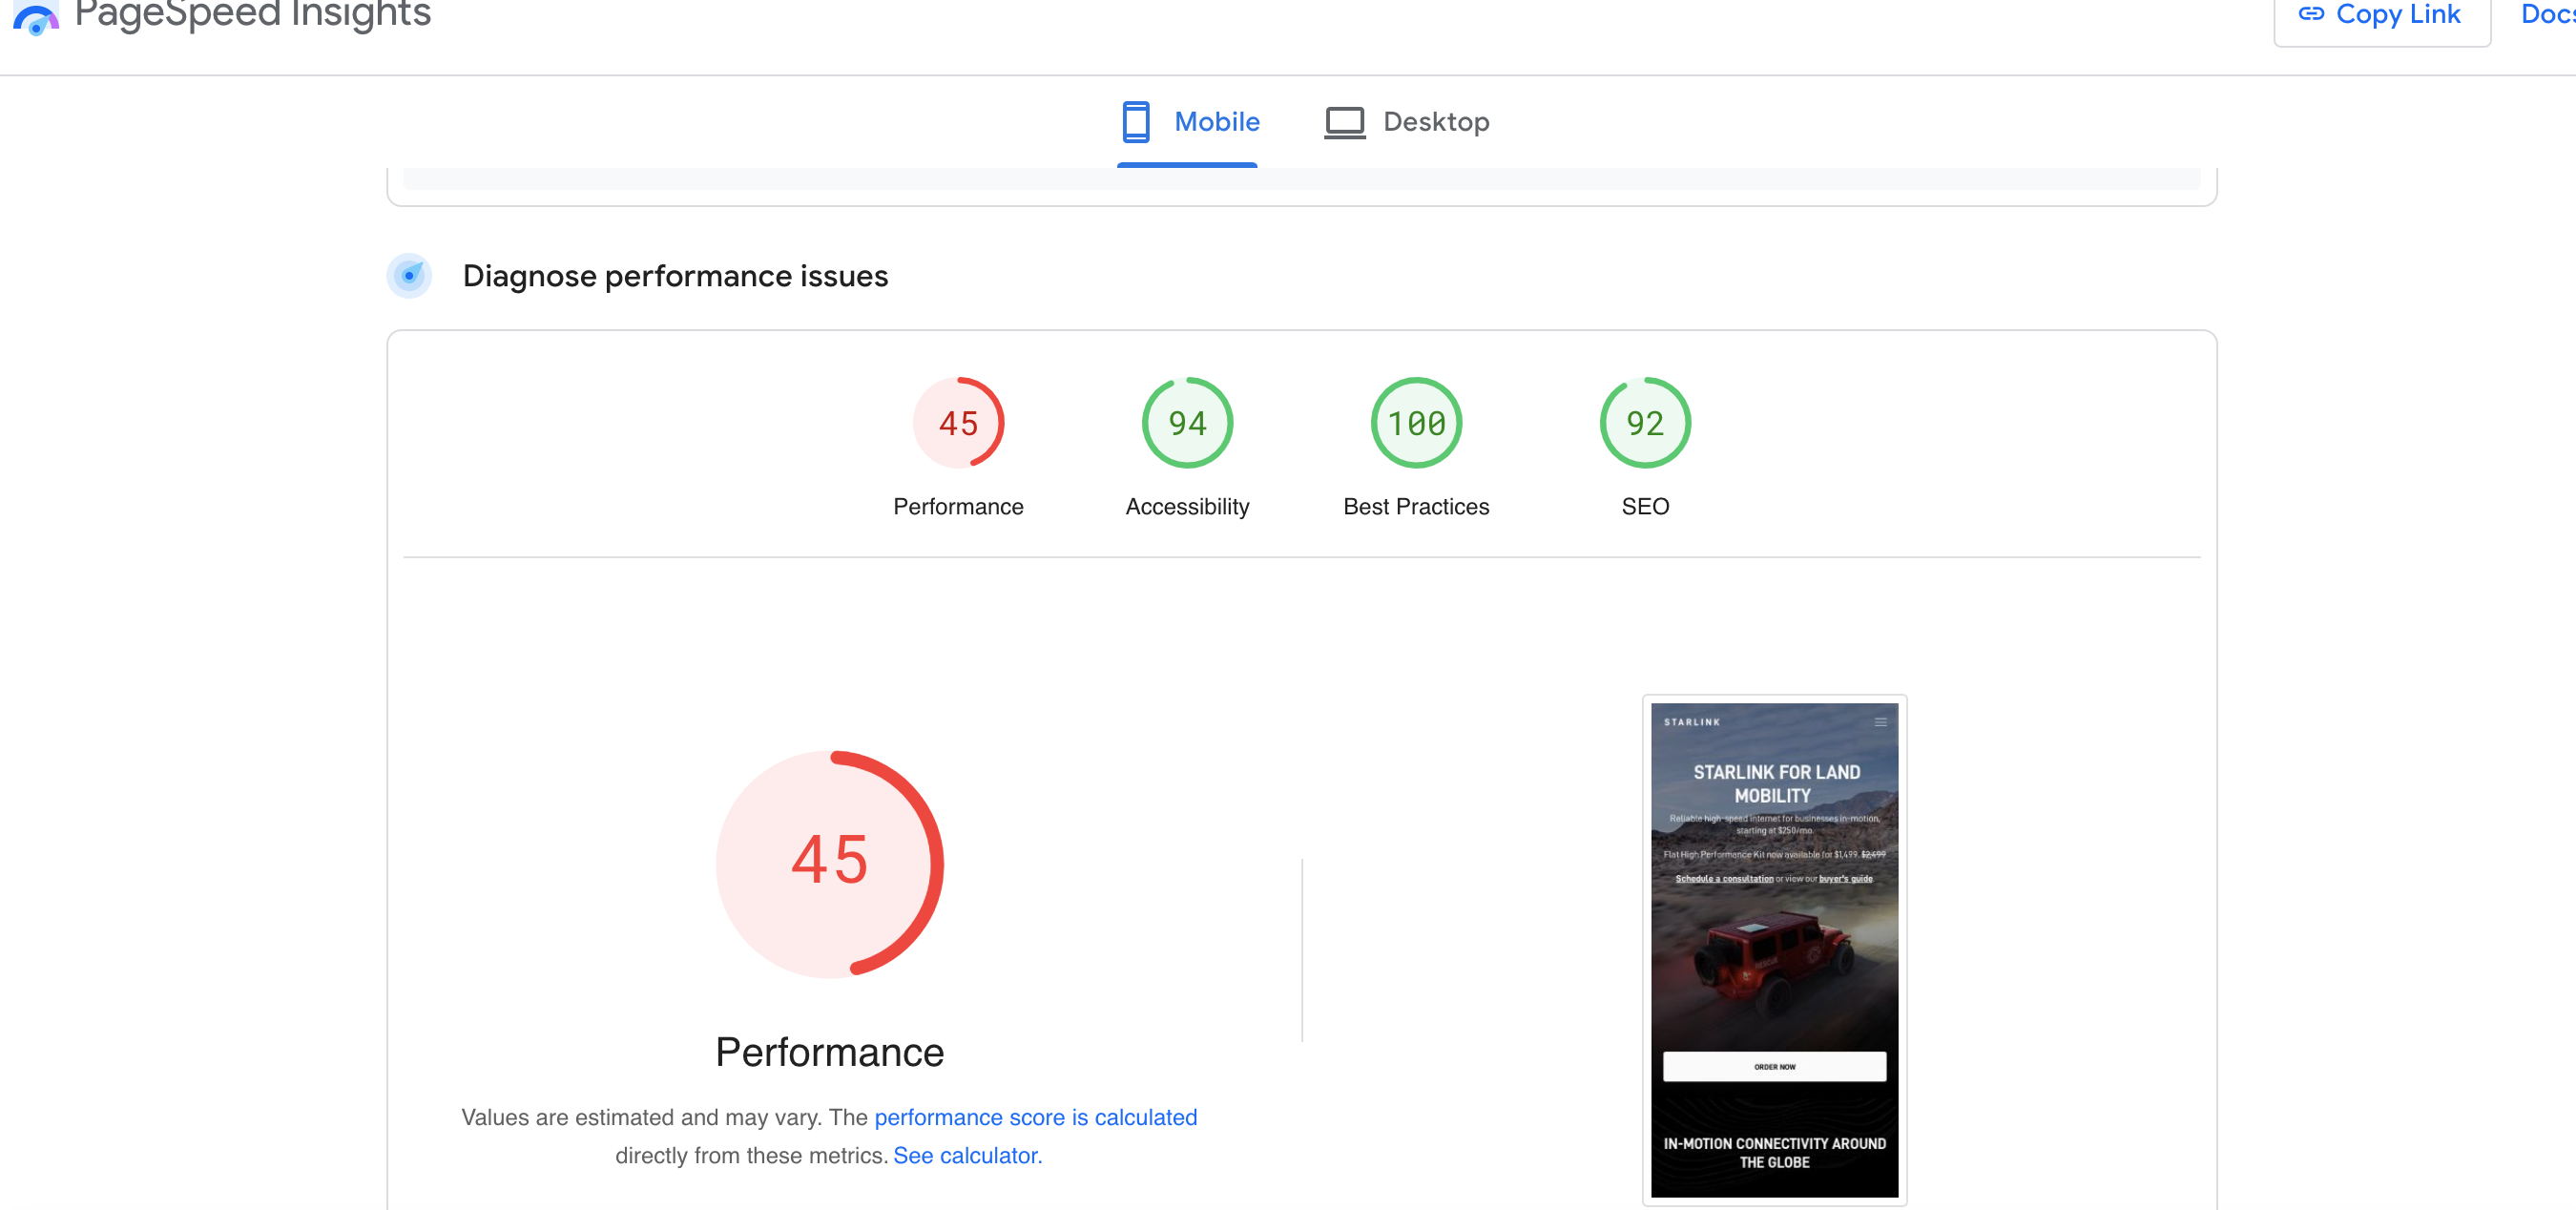 PageSpeed Insights
Copy Link
Docs
Mobile
Desktop
Diagnose performance issues
45
94
100
92
Performance
Accessibility
Best Practices
SEO
45
Performance
Values are estimated and may vary. The performance score is calculated
directly from these metrics. See calculator.
STARLINK
STARLINK FOR LAND
MOBILITY
Reliable high-speed internet for businesses in-motion,
starting at $250/mo.
Flat High Performance Kit now available for $1,499. $2,499
Schedule a consultation or view our buyer's guide
RESCUE
ORDER NOW
IN-MOTION CONNECTIVITY AROUND
THE GLOBE